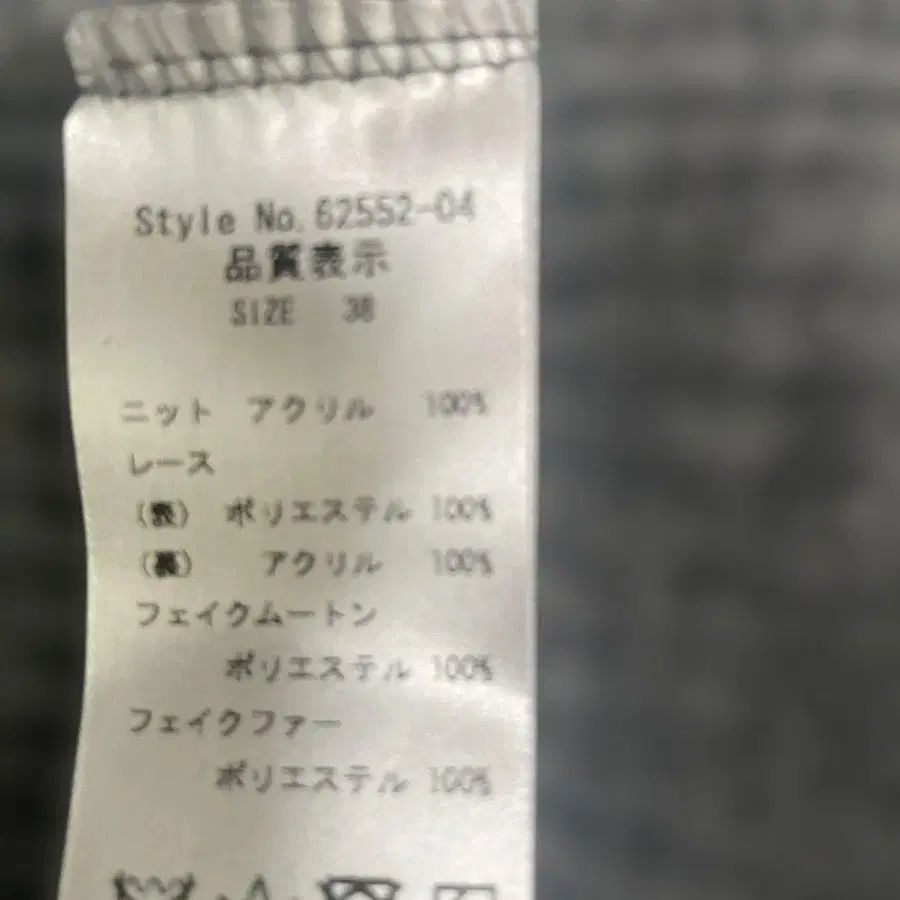 Style No. 62552-04
品質表示
SIZE 38
ニット アクリル 100%
レース
(表) ポリエステル 100%
(裏) アクリル 100%
フェイクムートン
ポリエステル 100%
フェイクファー
ポリエステル 100%